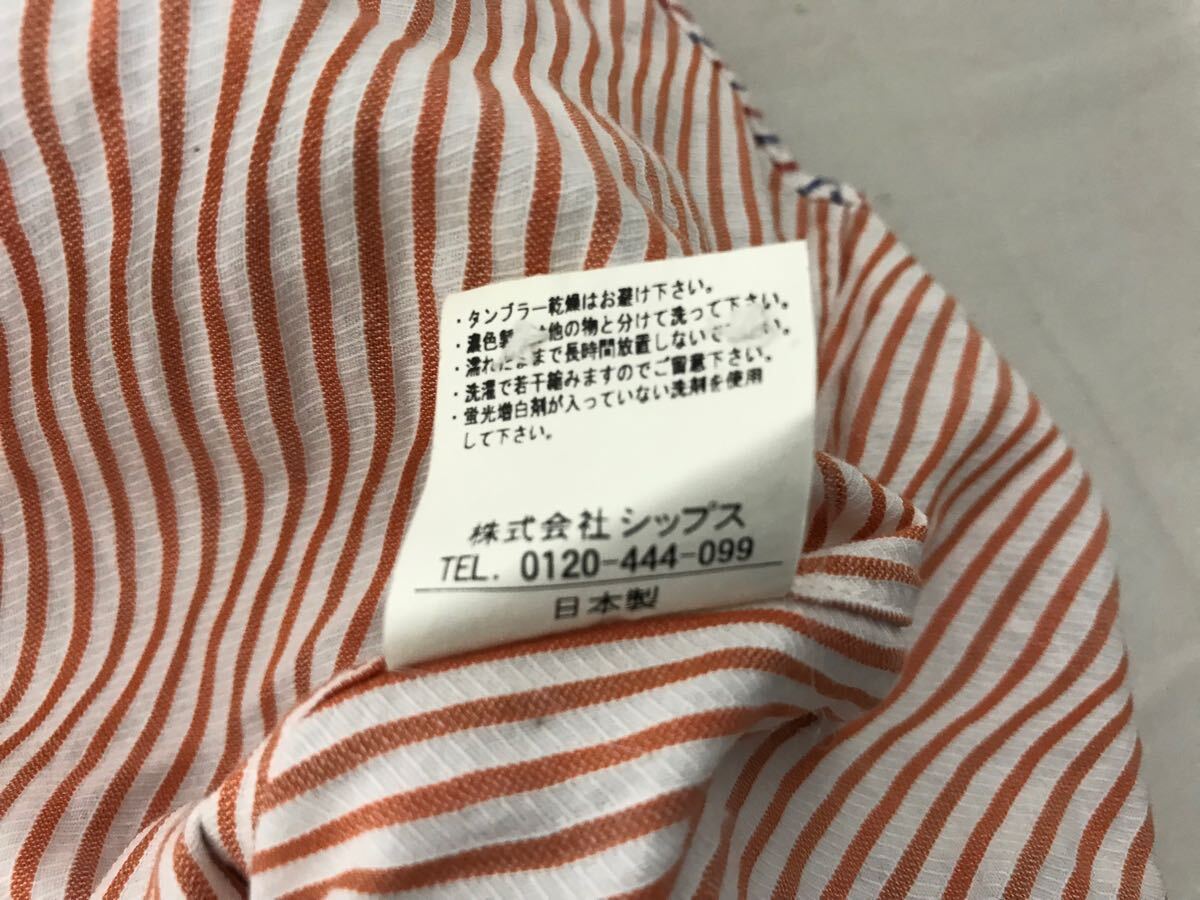 ・タンブラー乾燥はお避け下さい。
・濃色 は他の物と分けて洗って下さい。
・濡れたままで長時間放置しないで い。
・洗濯で若干縮みますのでご留意下さい。
・蛍光増白剤が入っていない洗剤を使用
して下さい。
株式会社 シップス
TEL. 0120-444-099
日本製